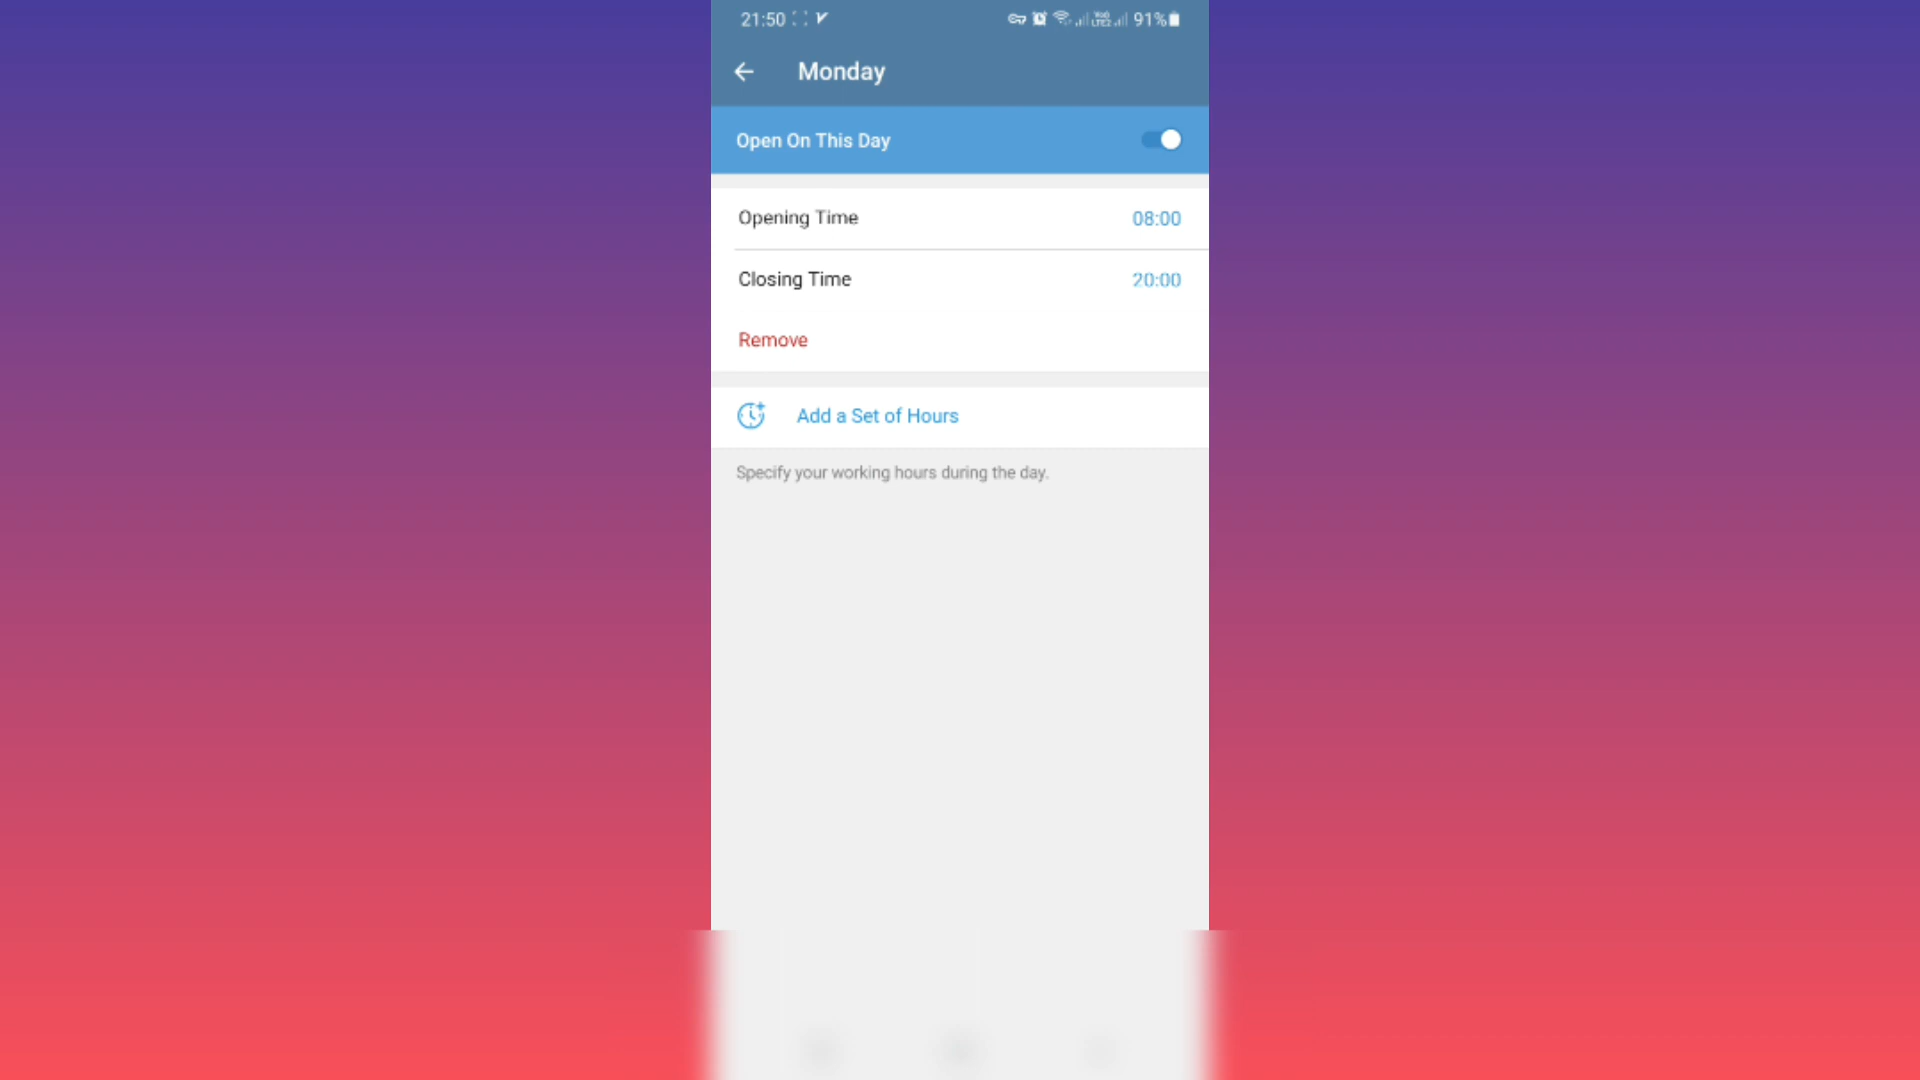 21:50
91%
Monday
Open On This Day
Opening Time 08:00
Closing Time 20:00
Remove
Add a Set of Hours
Specify your working hours during the day.